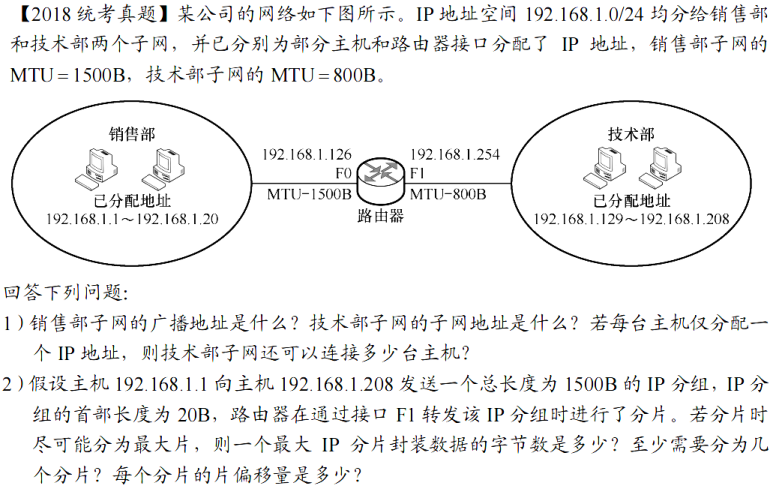 【2018 统考真题】某公司的网络如下图所示。IP 地址空间 192.168.1.0/24 均分给销售部
和技术部两个子网，并已分别为部分主机和路由器接口分配了 IP 地址，销售部子网的
MTU＝1500B，技术部子网的 MTU＝800B。
销售部
已分配地址
192.168.1.1～192.168.1.20
192.168.1.126
F0
MTU-1500B
路由器
192.168.1.254
F1
MTU-800B
技术部
已分配地址
192.168.1.129～192.168.1.208
回答下列问题：
1）销售部子网的广播地址是什么？技术部子网的子网地址是什么？若每台主机仅分配一
个 IP 地址，则技术部子网还可以连接多少台主机？
2）假设主机 192.168.1.1 向主机 192.168.1.208 发送一个总长度为 1500B 的 IP 分组，IP 分
组的首部长度为 20B，路由器在通过接口 F1 转发该 IP 分组时进行了分片。若分片时
尽可能分为最大片，则一个最大 IP 分片封装数据的字节数是多少？至少需要分为几
个分片？每个分片的片偏移量是多少？